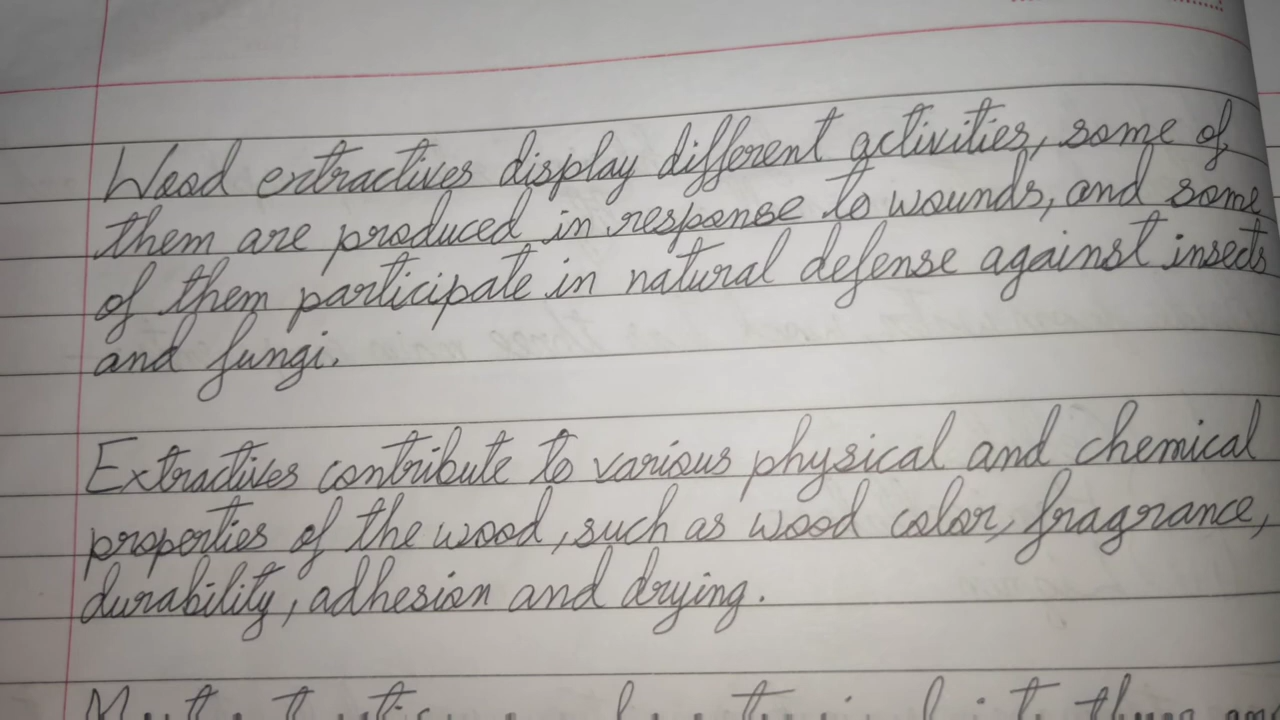 Wood extractives display different activities, some of
them are produced in response to wounds, and some
of them participate in natural defense against insects
and fungi.
Extractives contribute to various physical and chemical
properties of the wood, such as wood color, fragrance,
durability, adhesion and drying.